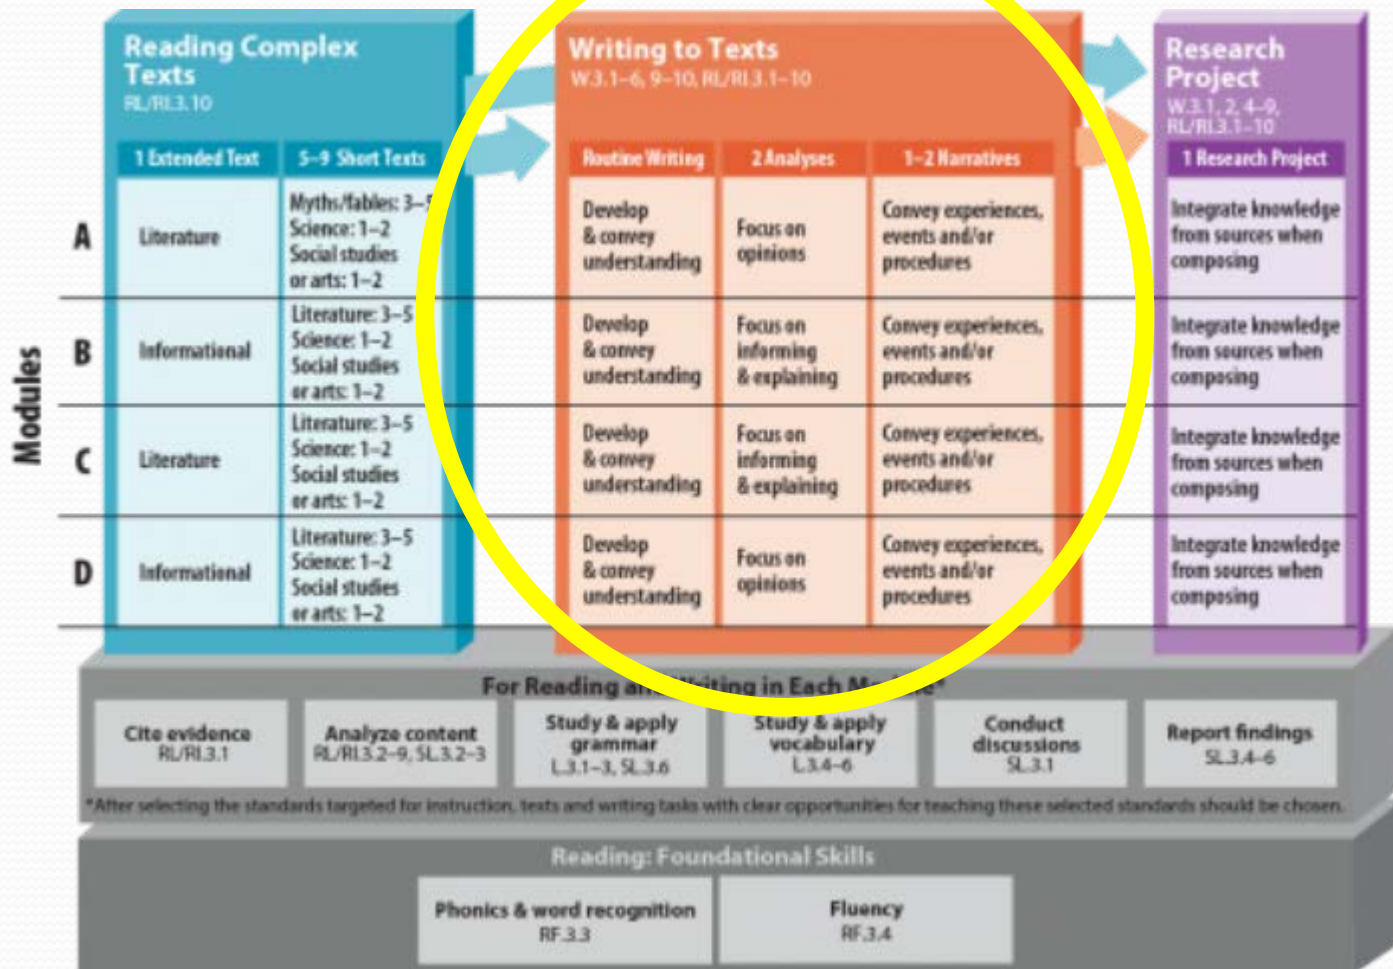 Reading Complex
Texts
RL/RI.3.10
1 Extended Text
5–9 Short Texts
Writing to Texts
W.3.1–6, 9–10, RL/RI.3.1–10
Routine Writing
2 Analyses
1–2 Narratives
Research
Project
W.3.1, 2, 4–9,
RL/RI.3.1–10
1 Research Project
Modules
A
Literature
Myths/fables: 3–5
Science: 1–2
Social studies
or arts: 1–2
Develop
& convey
understanding
Focus on
opinions
Convey experiences,
events and/or
procedures
Integrate knowledge
from sources when
composing
B
Informational
Literature: 3–5
Science: 1–2
Social studies
or arts: 1–2
Develop
& convey
understanding
Focus on
informing
& explaining
Convey experiences,
events and/or
procedures
Integrate knowledge
from sources when
composing
C
Literature
Literature: 3–5
Science: 1–2
Social studies
or arts: 1–2
Develop
& convey
understanding
Focus on
informing
& explaining
Convey experiences,
events and/or
procedures
Integrate knowledge
from sources when
composing
D
Informational
Literature: 3–5
Science: 1–2
Social studies
or arts: 1–2
Develop
& convey
understanding
Focus on
opinions
Convey experiences,
events and/or
procedures
Integrate knowledge
from sources when
composing
For Reading and Writing in Each Module*
Cite evidence
RL/RI.3.1
Analyze content
RL/RI.3.2–9, SL.3.2–3
Study & apply
grammar
L.3.1–3, SL.3.6
Study & apply
vocabulary
L.3.4–6
Conduct
discussions
SL.3.1
Report findings
SL.3.4–6
*After selecting the standards targeted for instruction, texts and writing tasks with clear opportunities for teaching these selected standards should be chosen.
Reading: Foundational Skills
Phonics & word recognition
RF.3.3
Fluency
RF.3.4